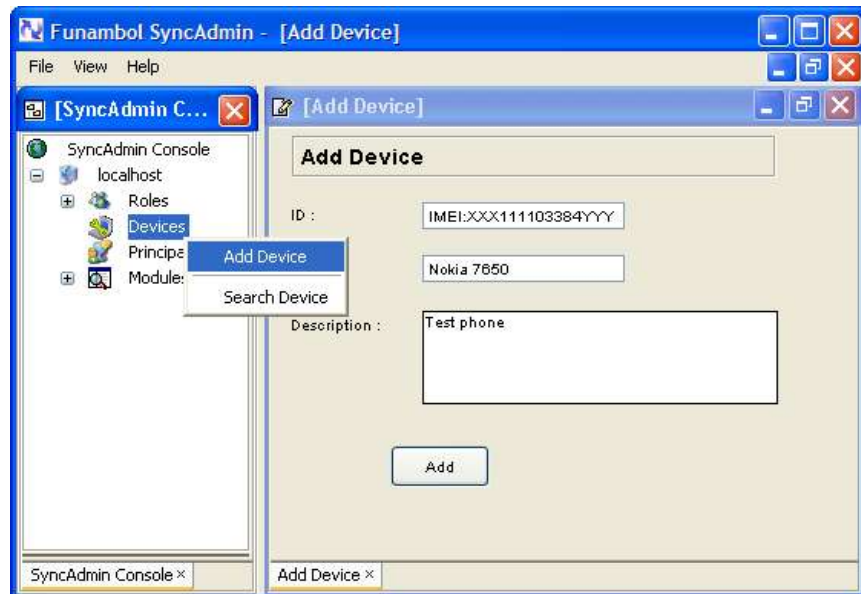 Funambol SyncAdmin - [Add Device]
File View Help
[SyncAdmin C...
SyncAdmin Console
localhost
Roles
Devices
Principa
Modules
Add Device
Search Device
SyncAdmin Console ×
[Add Device]
Add Device
ID :
IMEI:XXX111103384YYY
Nokia 7650
Description :
Test phone
Add
Add Device ×